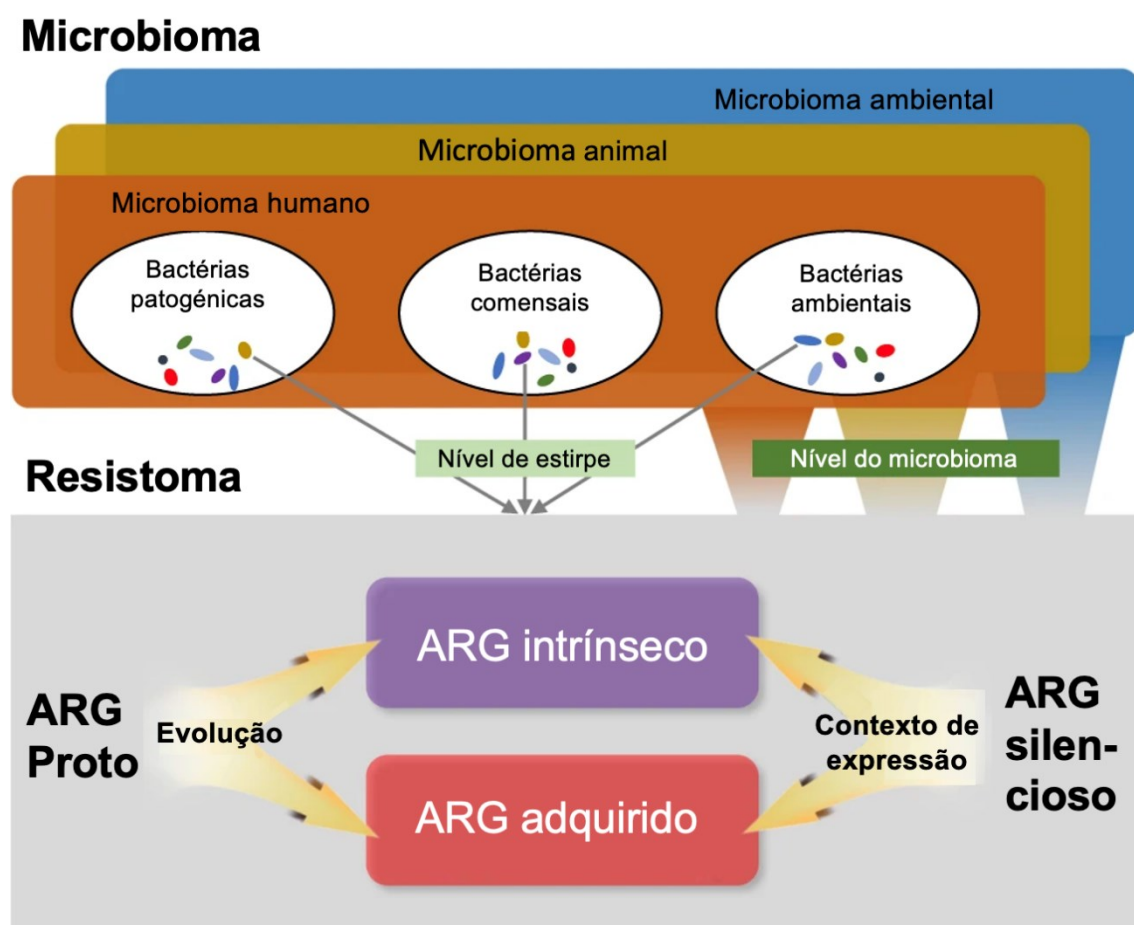 Microbioma
Microbioma ambiental
Microbioma animal
Microbioma humano
Bactérias
patogénicas
Bactérias
comensais
Bactérias
ambientais
Nível de estirpe
Nível do microbioma
Resistoma
ARG intrínseco
ARG
Proto
Evolução
Contexto de
expressão
ARG
silen-
cioso
ARG adquirido